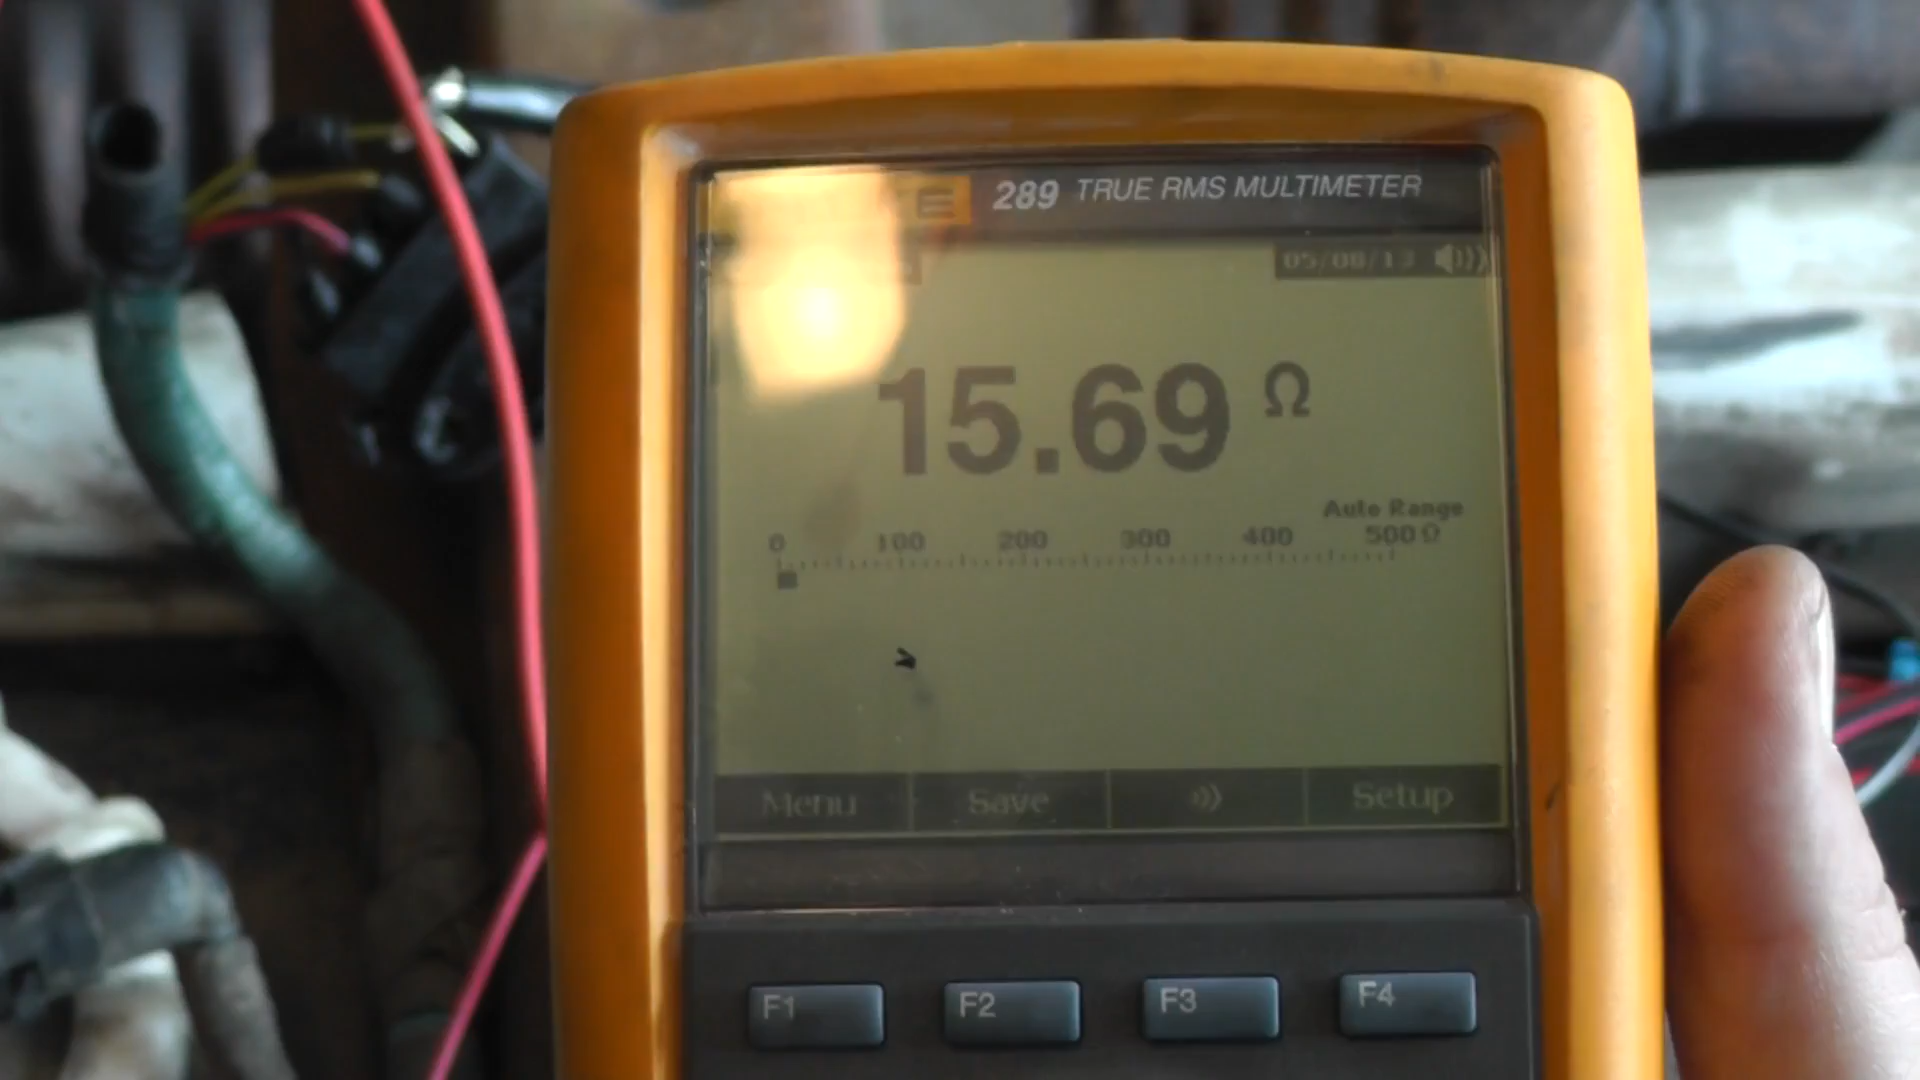 289 TRUE RMS MULTIMETER
05/08/13
15.69 Ω
Auto Range
0 100 200 300 400 500 Ω
Menu Save Setup
F1 F2 F3 F4